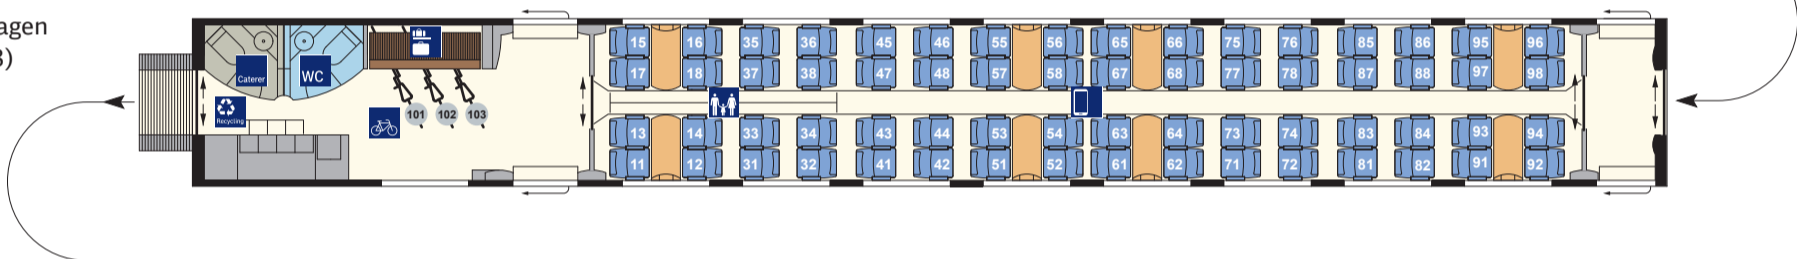 agen
3)
Caterer
WC
Recycling
101 102 103
15 16 35 36 45 46 55 56 65 66 75 76 85 86 95 96
17 18 37 38 47 48 57 58 67 68 77 78 87 88 97 98
13 14 33 34 43 44 53 54 63 64 73 74 83 84 93 94
11 12 31 32 41 42 51 52 61 62 71 72 81 82 91 92